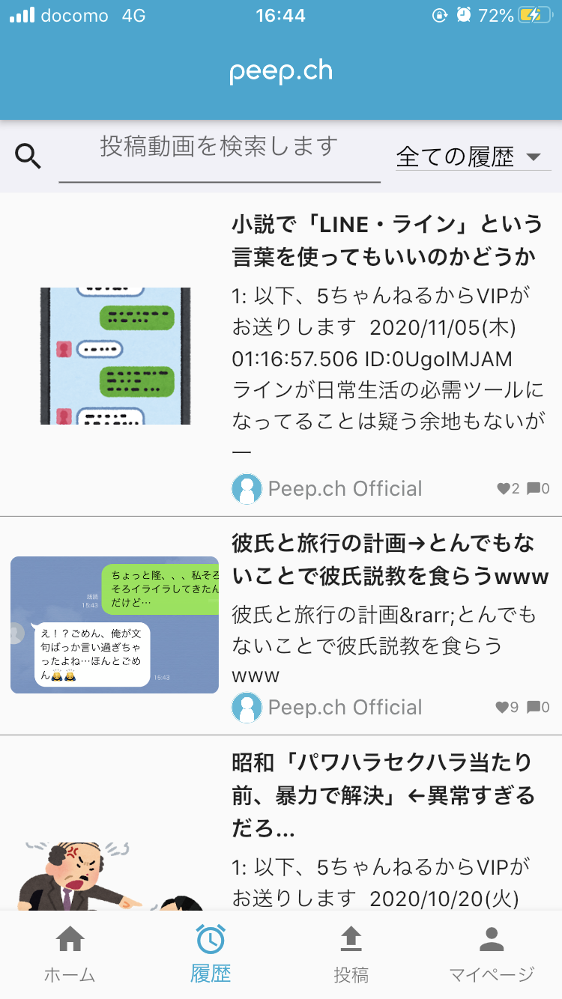 docomo 4G 16:44 72%
peep.ch
投稿動画を検索します 全ての履歴
小説で「LINE・ライン」という
言葉を使ってもいいのかどうか
1: 以下、5ちゃんねるからVIPが
お送りします 2020/11/05(木)
01:16:57.506 ID:0UgoIMJAM
ラインが日常生活の必需ツールに
なってることは疑う余地もないが
―
Peep.ch Official 2 0
ちょっと隆、、、私そろ
そろイライラしてきたん
だけど…
既読
15:43
え！？ごめん、俺が文
句ばっか言い過ぎちゃ
ったよね…ほんとごめ
ん🙇🙇
15:43
彼氏と旅行の計画→とんでもな
いことで彼氏説教を食らうwww
彼氏と旅行の計画&rarr;とんでも
ないことで彼氏説教を食らう
www
Peep.ch Official 9 0
昭和「パワハラセクハラ当たり
前、暴力で解決」←異常すぎる
だろ...
1: 以下、5ちゃんねるからVIPが
お送りします 2020/10/20(火)
ホーム 履歴 投稿 マイページ